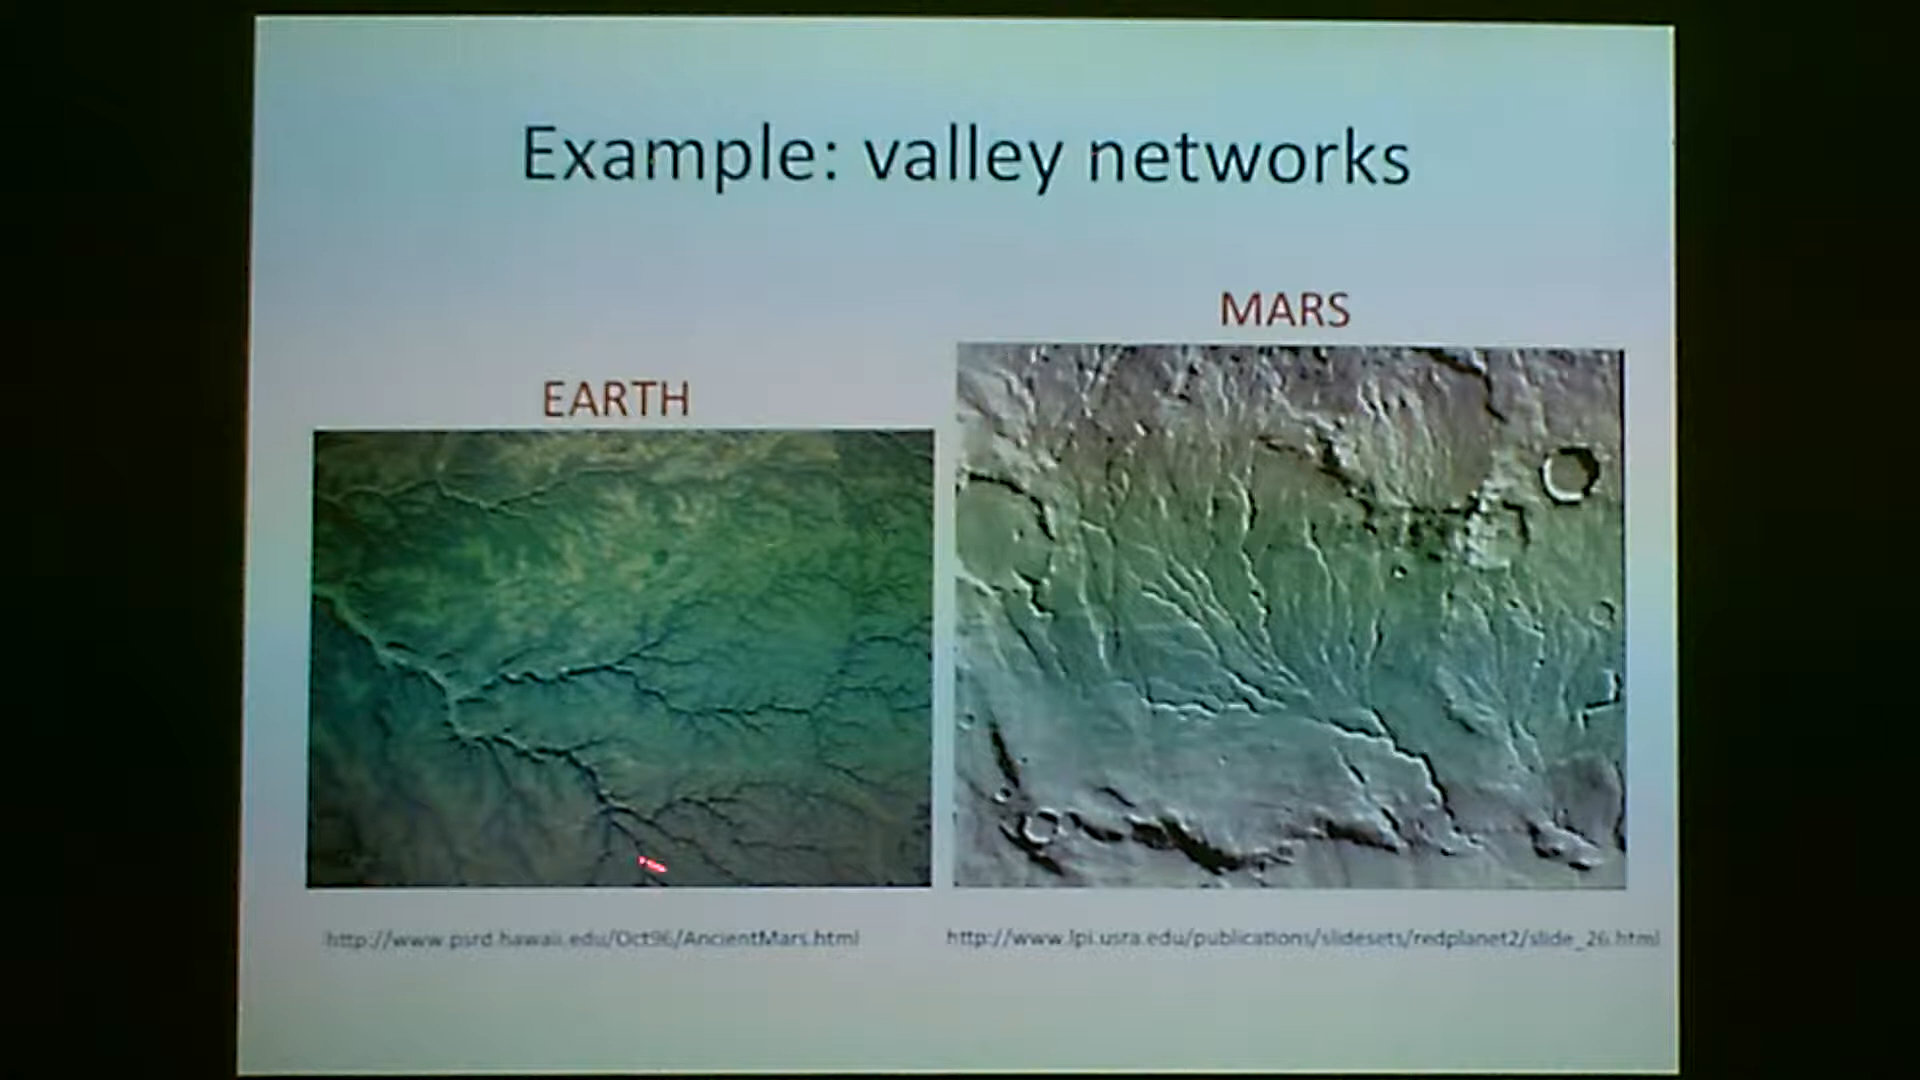 Example: valley networks
MARS
EARTH
http://www.psrd.hawaii.edu/Oct96/AncientMars.html
http://www.lpi.usra.edu/publications/slidesets/redplanet2/slide_26.html